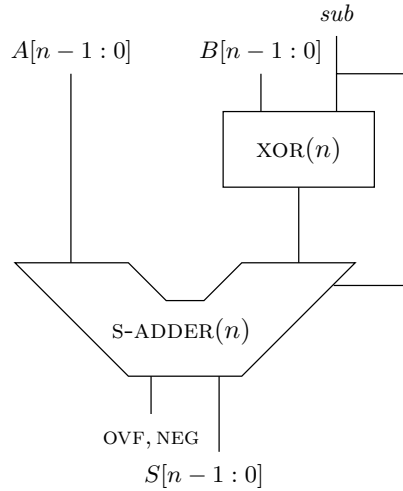 sub
A[n − 1 : 0]
B[n − 1 : 0]
XOR(n)
S-ADDER(n)
OVF, NEG
S[n − 1 : 0]